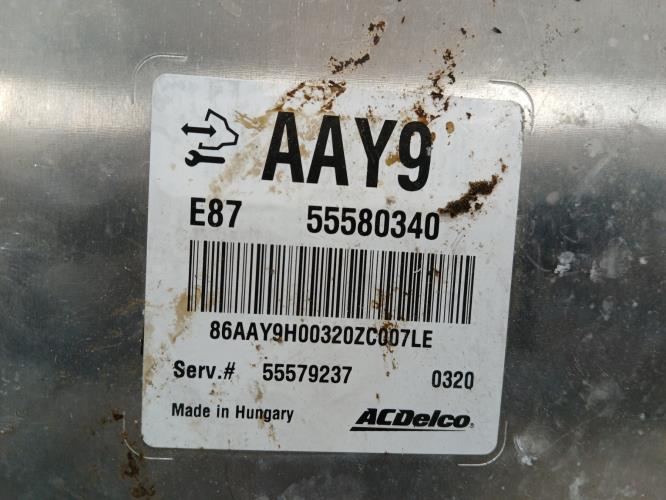 AAY9
E87 55580340
86AAY9H00320ZC007LE
Serv.# 55579237 0320
Made in Hungary ACDelco®